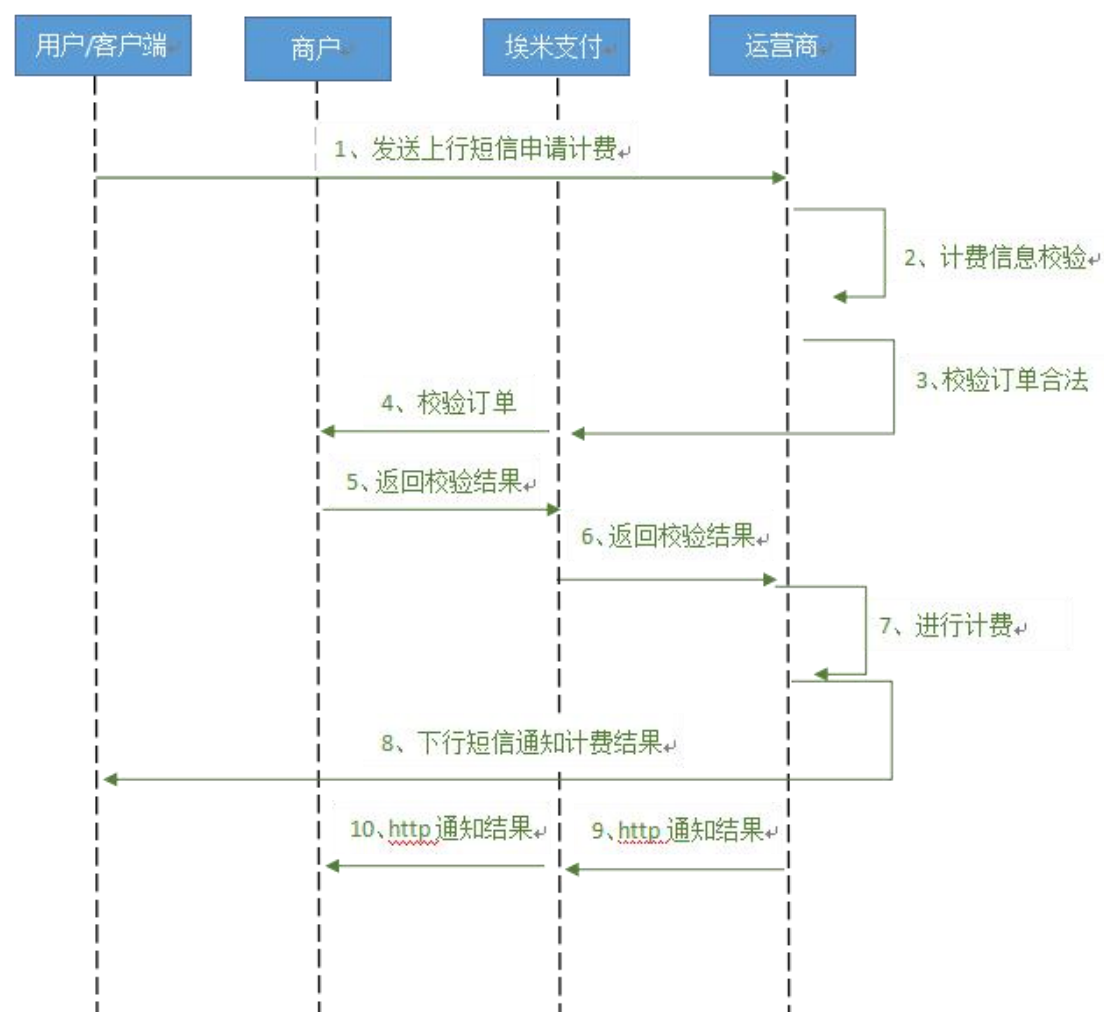 用户/客户端
商户
埃米支付
运营商
1、发送上行短信申请计费
2、计费信息校验
3、校验订单合法
4、校验订单
5、返回校验结果
6、返回校验结果
7、进行计费
8、下行短信通知计费结果
10、http 通知结果
9、http 通知结果